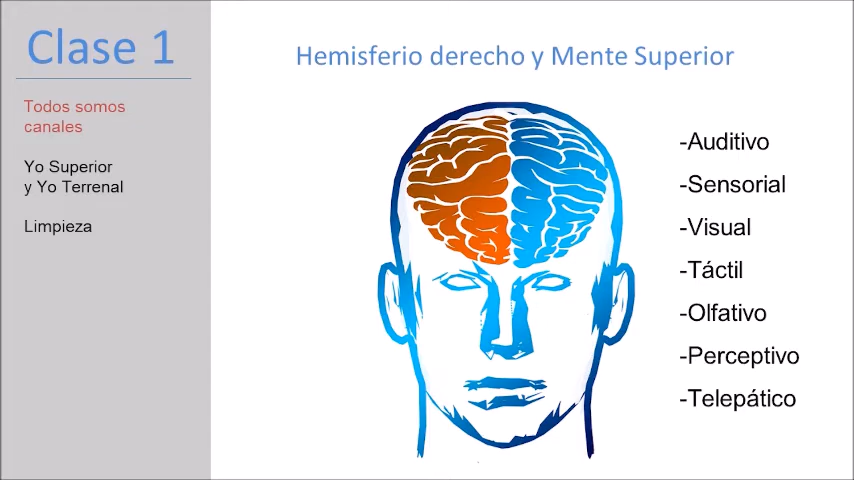 Clase 1
Todos somos
canales
Yo Superior
y Yo Terrenal
Limpieza
Hemisferio derecho y Mente Superior
-Auditivo
-Sensorial
-Visual
-Táctil
-Olfativo
-Perceptivo
-Telepático